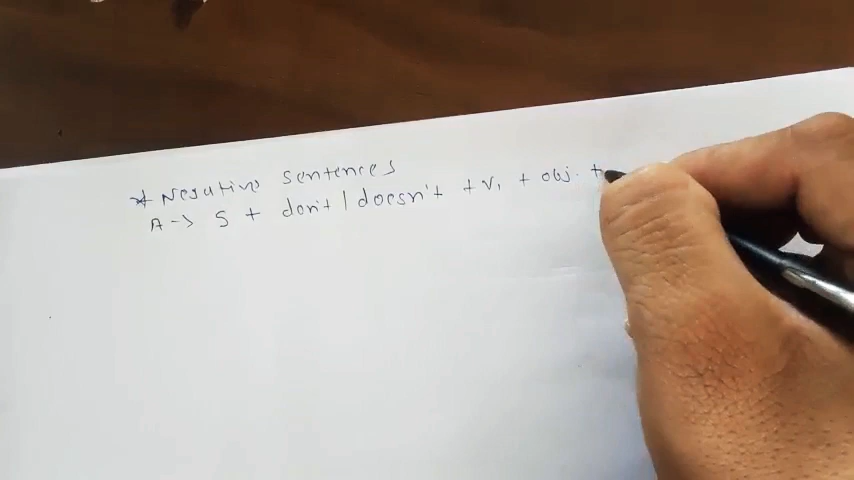 * Negative sentences
A -> S + don't / doesn't + V1 + obj. +